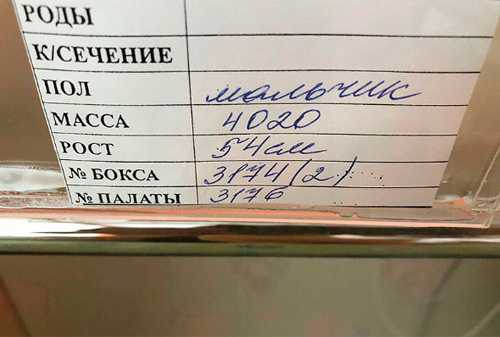 РОДЫ
К/СЕЧЕНИЕ
ПОЛ мальчик
МАССА 4020
РОСТ 54см
№ БОКСА 3174/2/
№ ПАЛАТЫ 3176